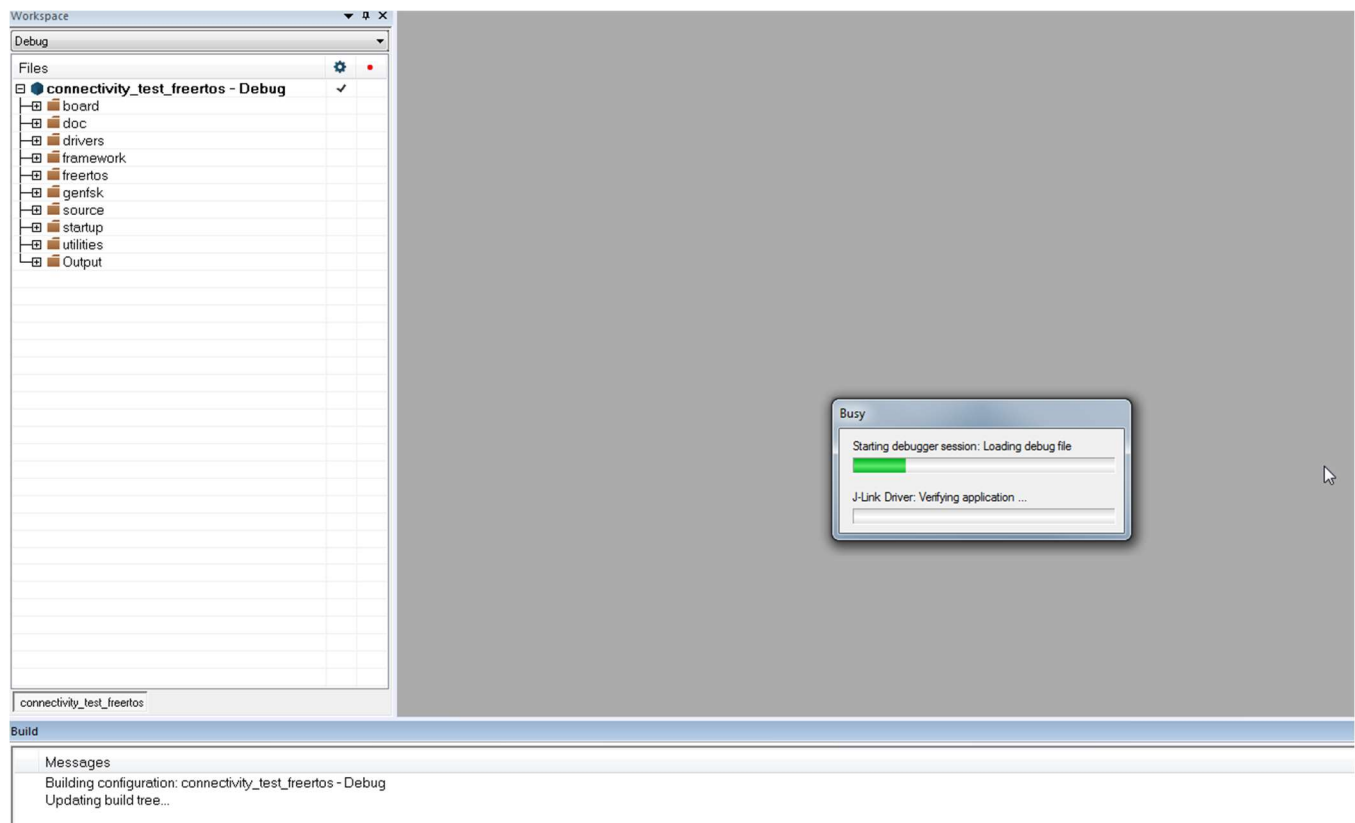 Workspace
Debug
Files
connectivity_test_freertos - Debug
board
doc
drivers
framework
freertos
genfsk
source
startup
utilities
Output
Busy
Starting debugger session: Loading debug file
J-Link Driver: Verifying application ...
connectivity_test_freertos
Build
Messages
Building configuration: connectivity_test_freertos - Debug
Updating build tree...